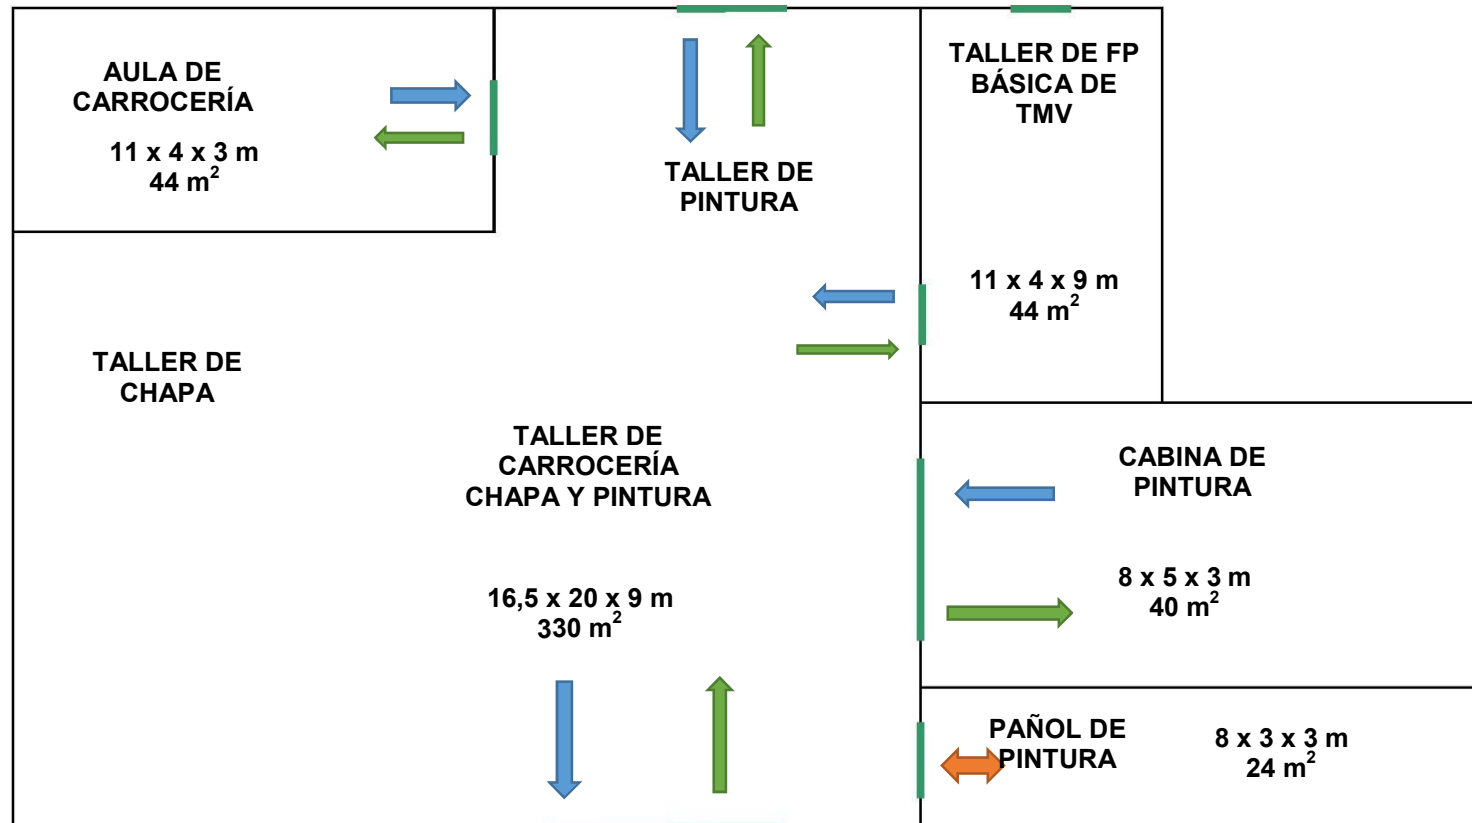 AULA DE
CARROCERÍA
11 x 4 x 3 m
44 m²
TALLER DE
PINTURA
TALLER DE FP
BÁSICA DE
TMV
11 x 4 x 9 m
44 m²
TALLER DE
CHAPA
TALLER DE
CARROCERÍA
CHAPA Y PINTURA
16,5 x 20 x 9 m
330 m²
CABINA DE
PINTURA
8 x 5 x 3 m
40 m²
PAÑOL DE
PINTURA
8 x 3 x 3 m
24 m²